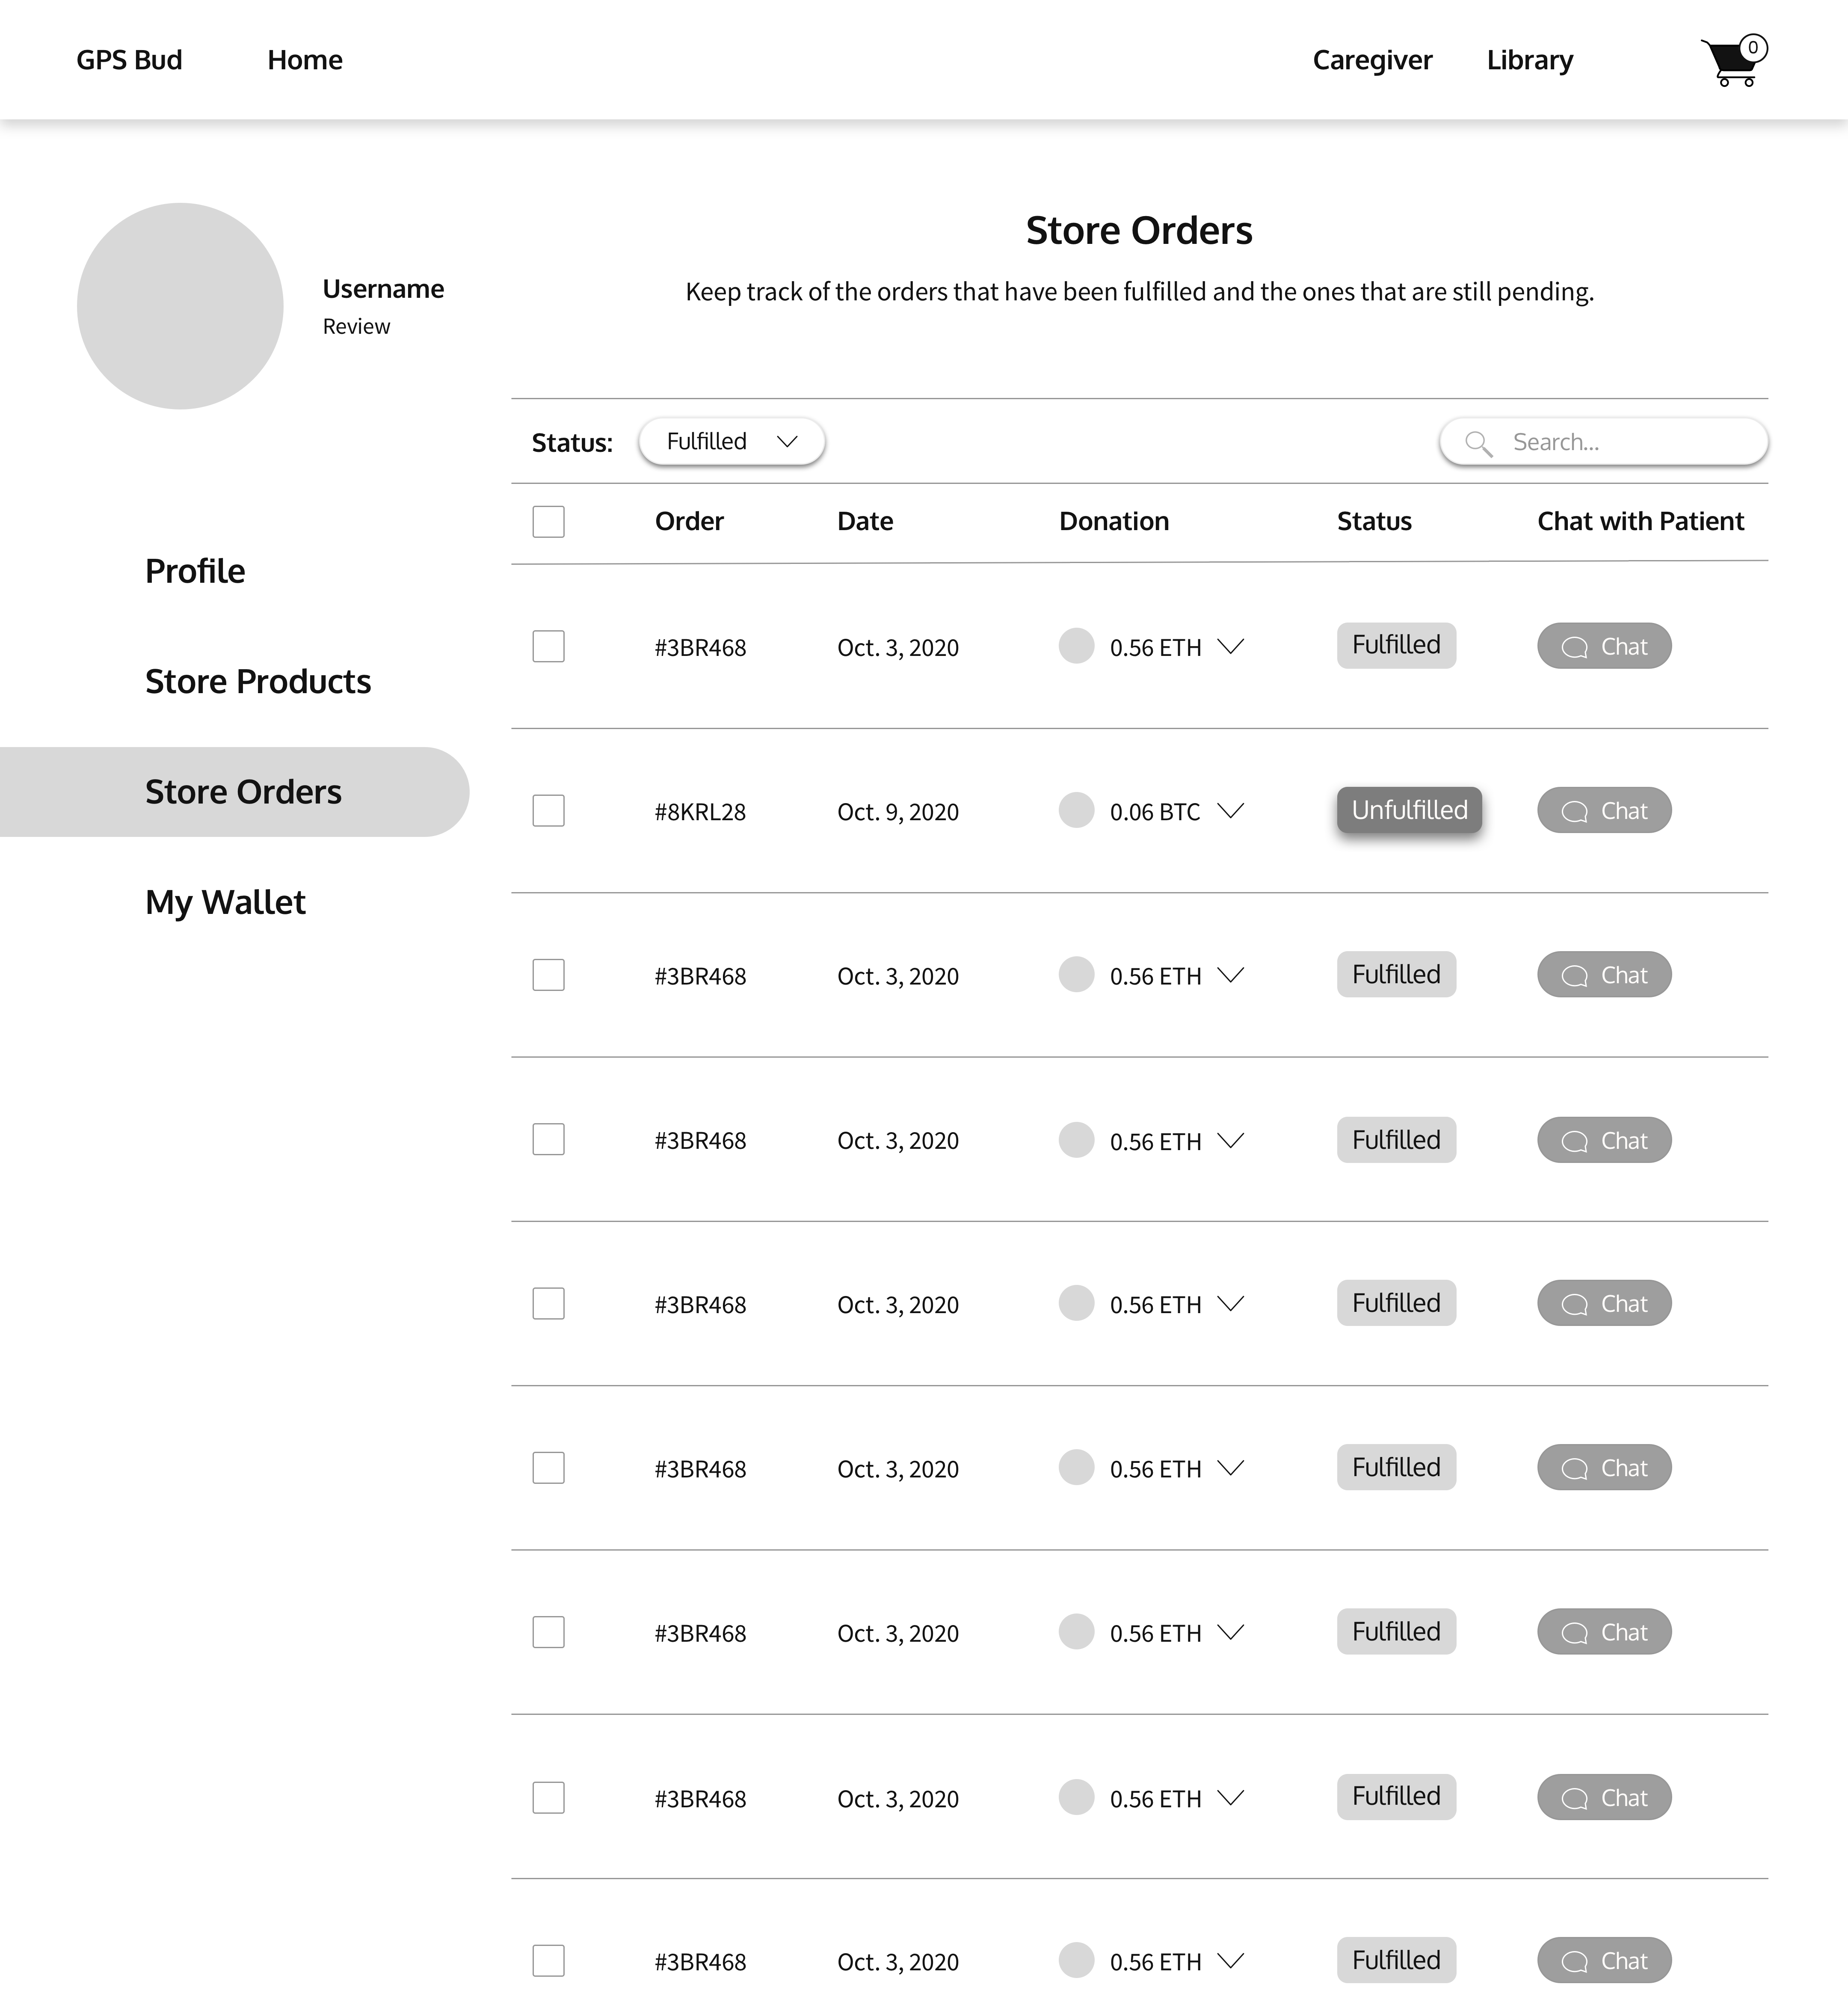 GPS Bud Home Caregiver Library 0
Username
Review
Profile
Store Products
Store Orders
My Wallet
Store Orders
Keep track of the orders that have been fulfilled and the ones that are still pending.
Status: Fulfilled Search...
Order Date Donation Status Chat with Patient
#3BR468 Oct. 3, 2020 0.56 ETH Fulfilled Chat
#8KRL28 Oct. 9, 2020 0.06 BTC Unfulfilled Chat
#3BR468 Oct. 3, 2020 0.56 ETH Fulfilled Chat
#3BR468 Oct. 3, 2020 0.56 ETH Fulfilled Chat
#3BR468 Oct. 3, 2020 0.56 ETH Fulfilled Chat
#3BR468 Oct. 3, 2020 0.56 ETH Fulfilled Chat
#3BR468 Oct. 3, 2020 0.56 ETH Fulfilled Chat
#3BR468 Oct. 3, 2020 0.56 ETH Fulfilled Chat
#3BR468 Oct. 3, 2020 0.56 ETH Fulfilled Chat